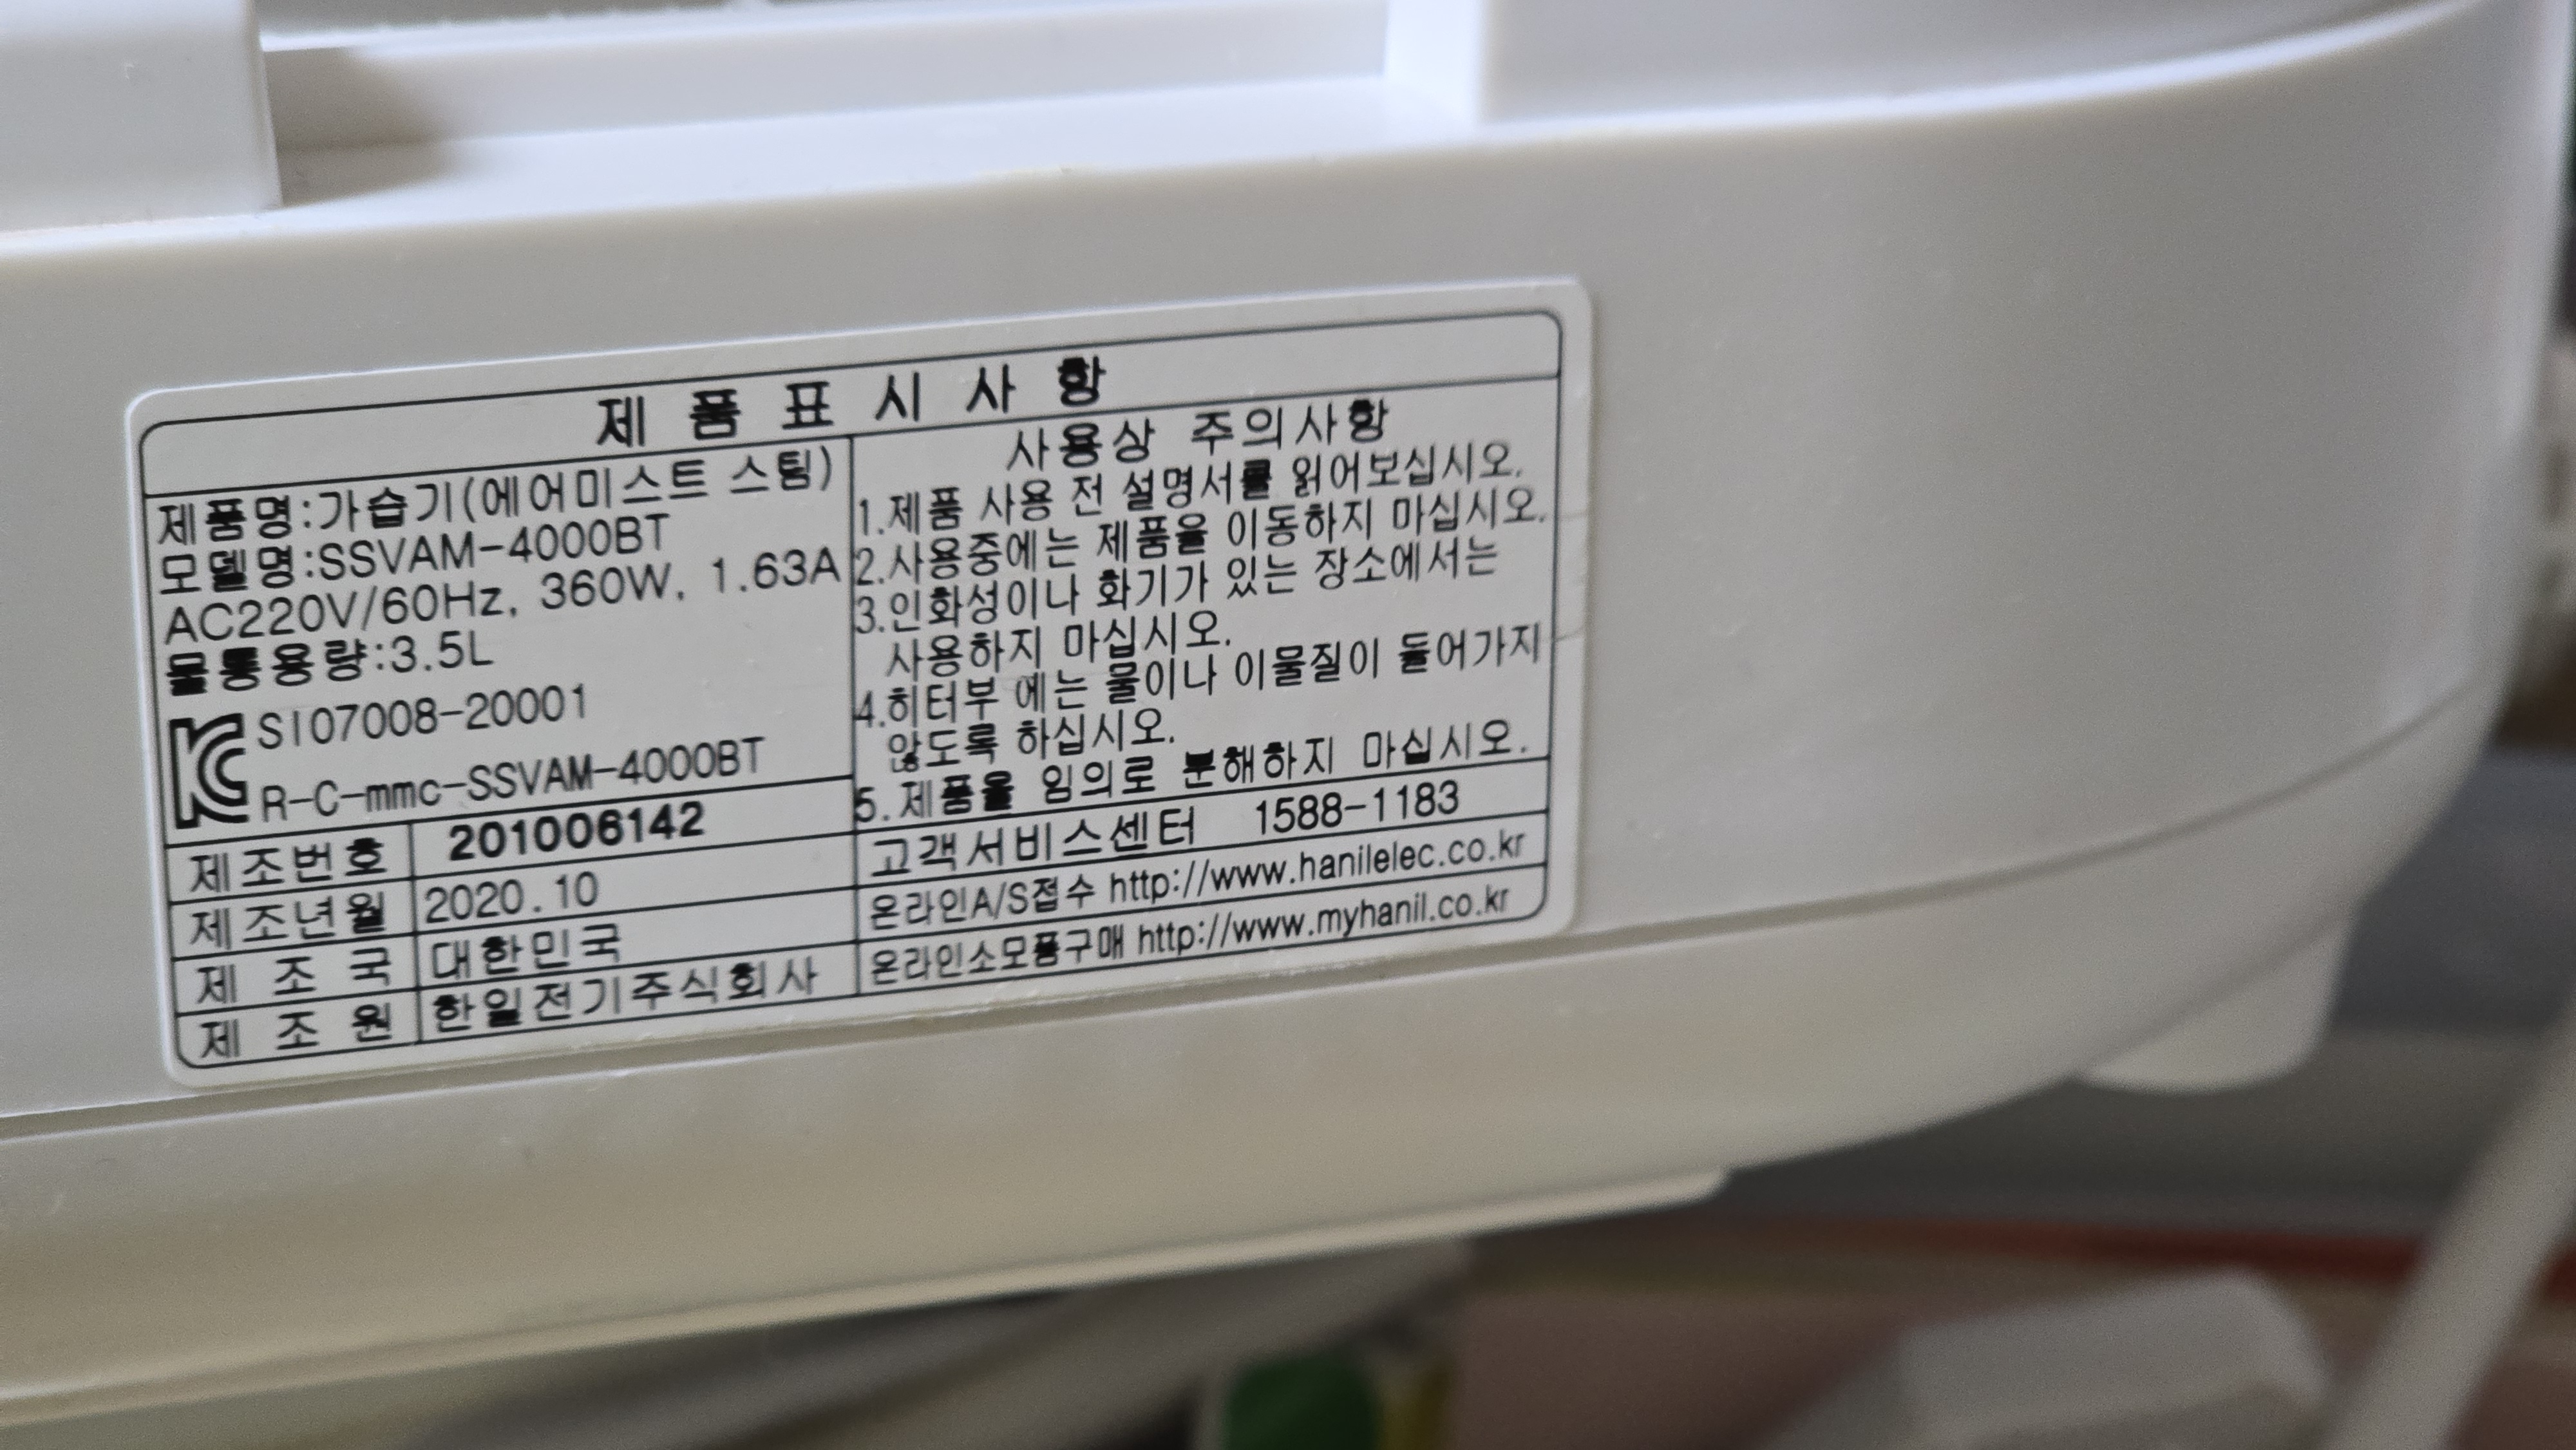 제 품 표 시 사 항
제품명:가습기(에어미스트 스팀)
모델명:SSVAM-4000BT
AC220V/60Hz, 360W, 1.63A
물통용량:3.5L
SI07008-20001
R-C-mmc-SSVAM-4000BT
제조번호 201006142
제조년월 2020.10
제 조 국 대한민국
제 조 원 한일전기주식회사
사용상 주의사항
1.제품 사용 전 설명서를 읽어보십시오.
2.사용중에는 제품을 이동하지 마십시오.
3.인화성이나 화기가 있는 장소에서는
사용하지 마십시오.
4.히터부 에는 물이나 이물질이 들어가지
않도록 하십시오.
5.제품을 임의로 분해하지 마십시오.
고객서비스센터 1588-1183
온라인A/S접수 http://www.hanilelec.co.kr
온라인소모품구매 http://www.myhanil.co.kr